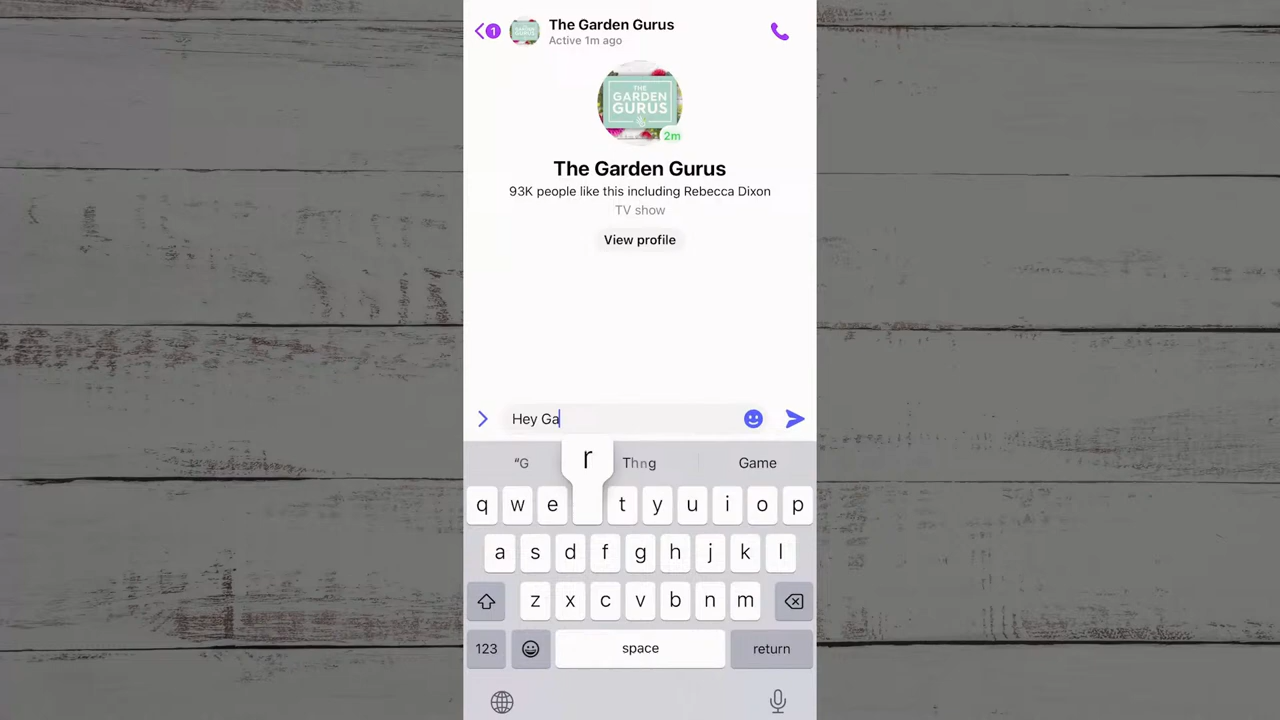 1
The Garden Gurus
Active 1m ago
THE
GARDEN
GURUS
2m
The Garden Gurus
93K people like this including Rebecca Dixon
TV show
View profile
Hey Ga
"G
r
Thng
Game
q w e t y u i o p
a s d f g h j k l
z x c v b n m
123
space
return